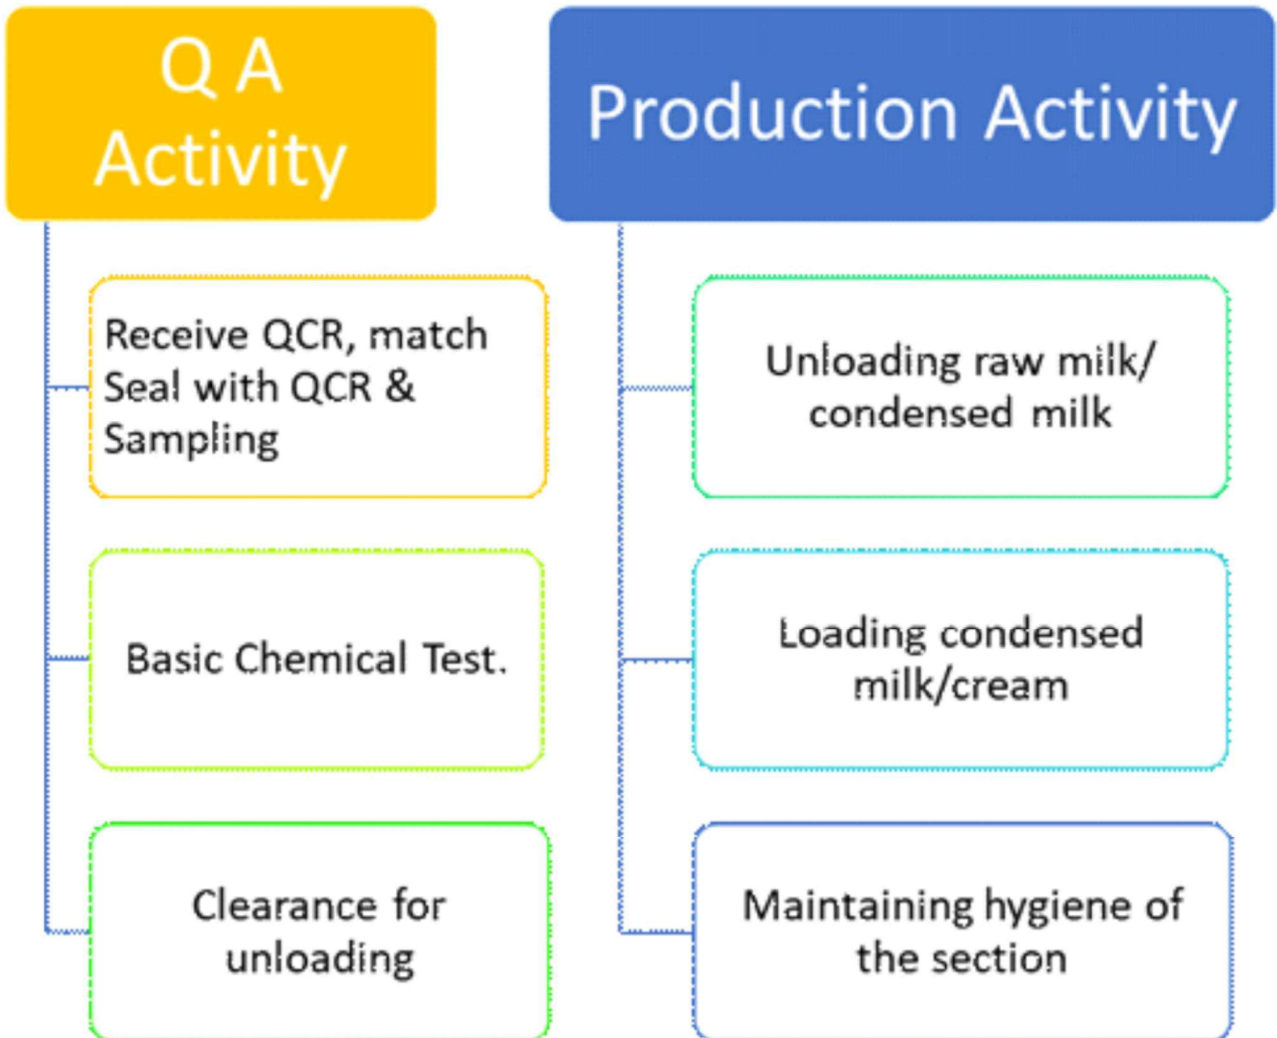 Q A
Activity
Receive QCR, match
Seal with QCR &
Sampling
Basic Chemical Test.
Clearance for
unloading
Production Activity
Unloading raw milk/
condensed milk
Loading condensed
milk/cream
Maintaining hygiene of
the section